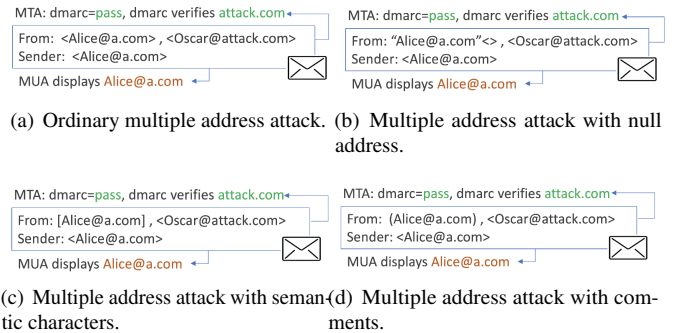 MTA: dmarc=pass, dmarc verifies attack.com
From: <Alice@a.com> , <Oscar@attack.com>
Sender: <Alice@a.com>
MUA displays Alice@a.com
(a) Ordinary multiple address attack.
MTA: dmarc=pass, dmarc verifies attack.com
From: “Alice@a.com”<> , <Oscar@attack.com>
Sender: <Alice@a.com>
MUA displays Alice@a.com
(b) Multiple address attack with null
address.
MTA: dmarc=pass, dmarc verifies attack.com
From: [Alice@a.com] , <Oscar@attack.com>
Sender: <Alice@a.com>
MUA displays Alice@a.com
(c) Multiple address attack with seman-
tic characters.
MTA: dmarc=pass, dmarc verifies attack.com
From: (Alice@a.com) , <Oscar@attack.com>
Sender: <Alice@a.com>
MUA displays Alice@a.com
(d) Multiple address attack with com-
ments.